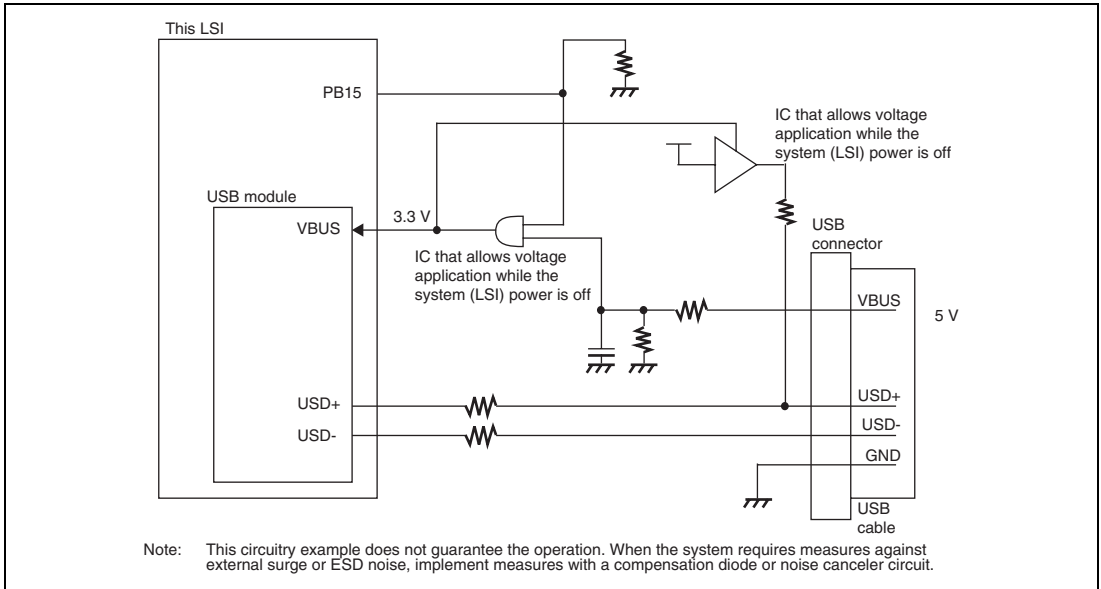 This LSI
PB15
IC that allows voltage
application while the
system (LSI) power is off
USB module
VBUS
3.3 V
IC that allows voltage
application while the
system (LSI) power is off
USB
connector
VBUS
5 V
USD+
USD+
USD-
USD-
GND
USB
cable
Note: This circuitry example does not guarantee the operation. When the system requires measures against
external surge or ESD noise, implement measures with a compensation diode or noise canceler circuit.